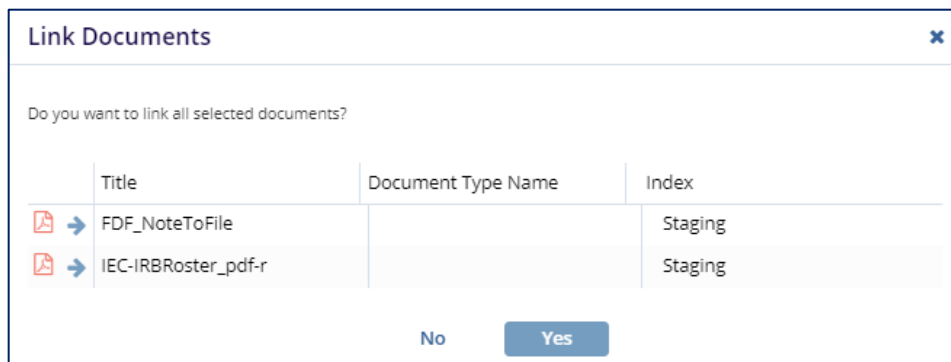 Link Documents
Do you want to link all selected documents?
Title Document Type Name Index
FDF_NoteToFile Staging
IEC-IRBRoster_pdf-r Staging
No Yes